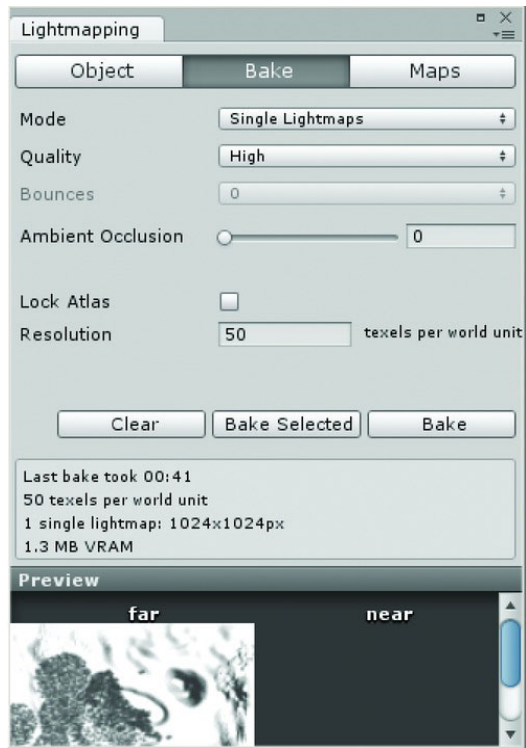 Lightmapping
Object Bake Maps
Mode Single Lightmaps
Quality High
Bounces 0
Ambient Occlusion 0
Lock Atlas
Resolution 50 texels per world unit
Clear Bake Selected Bake
Last bake took 00:41
50 texels per world unit
1 single lightmap: 1024x1024px
1.3 MB VRAM
Preview
far near